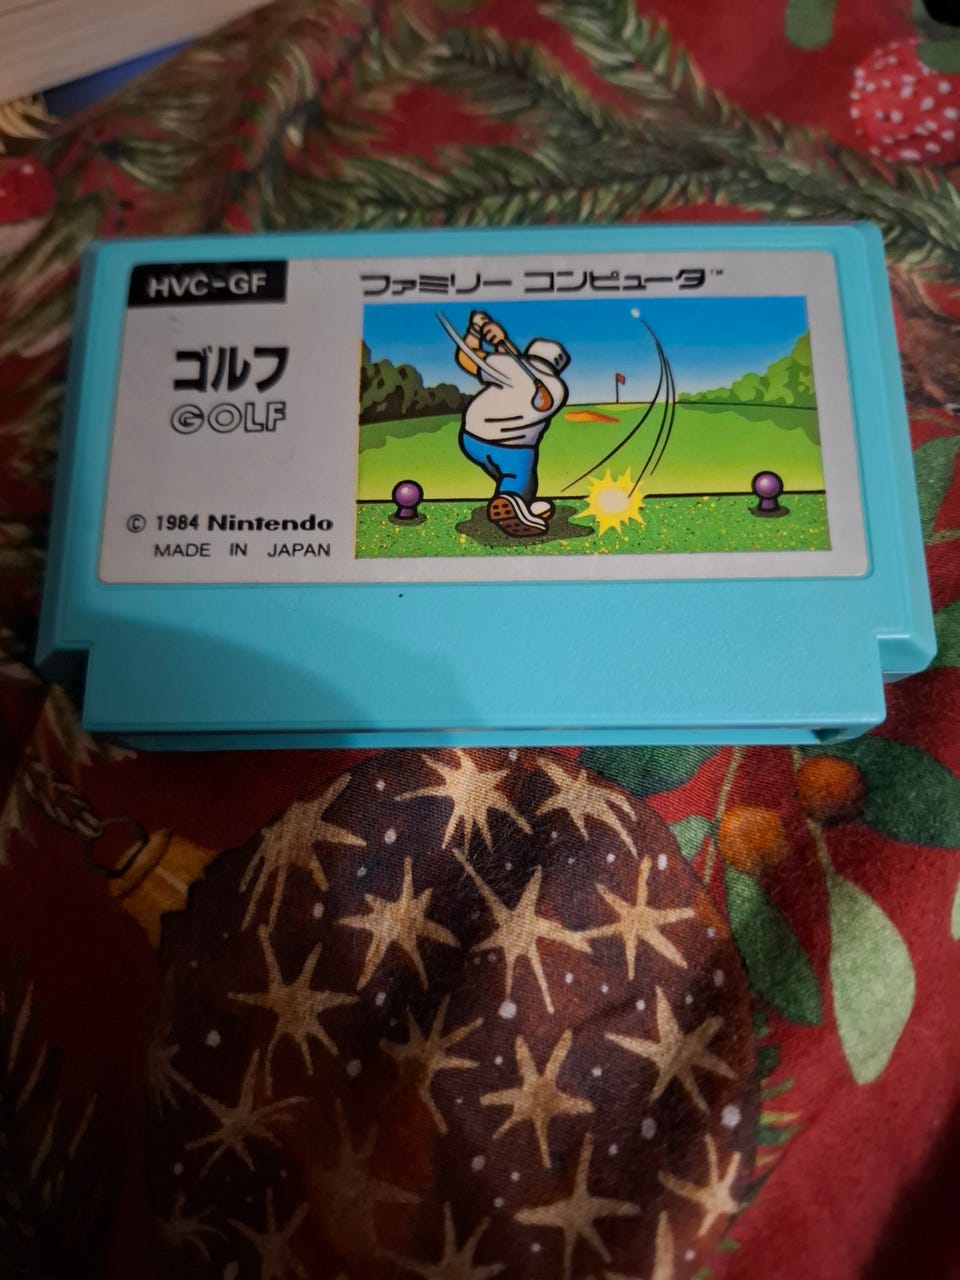 HVC-GF
ファミリー コンピュータ™
ゴルフ
GOLF
© 1984 Nintendo
MADE IN JAPAN